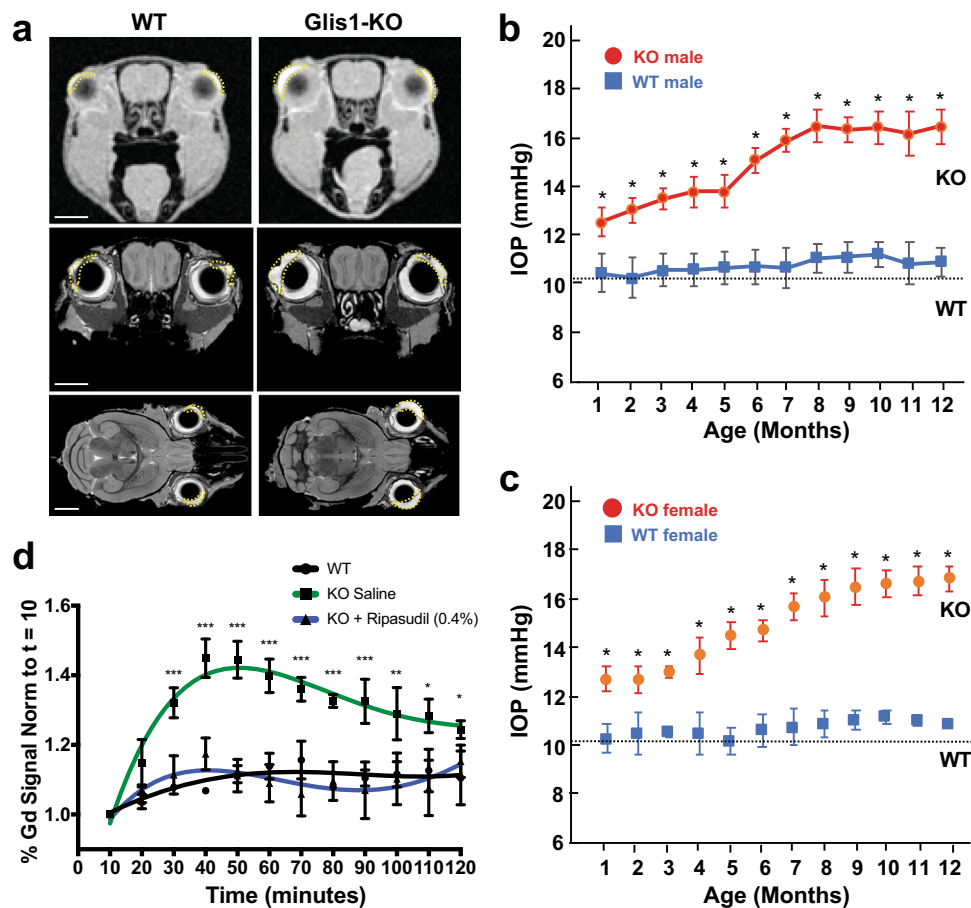 a
WT
Glis1-KO
b
KO male
WT male
IOP (mmHg)
20
18
16
14
12
10
8
6
* * * * * * * * * * * *
KO
WT
1 2 3 4 5 6 7 8 9 10 11 12
Age (Months)
c
KO female
WT female
IOP (mmHg)
20
18
16
14
12
10
8
6
* * * * * * * * * * * *
KO
WT
1 2 3 4 5 6 7 8 9 10 11 12
Age (Months)
d
WT
KO Saline
KO + Ripasudil (0.4%)
% Gd Signal Norm to t = 10
1.6
1.4
1.2
1.0
*** *** *** *** *** *** *** ** * *
0 10 20 30 40 50 60 70 80 90 100 110 120
Time (minutes)